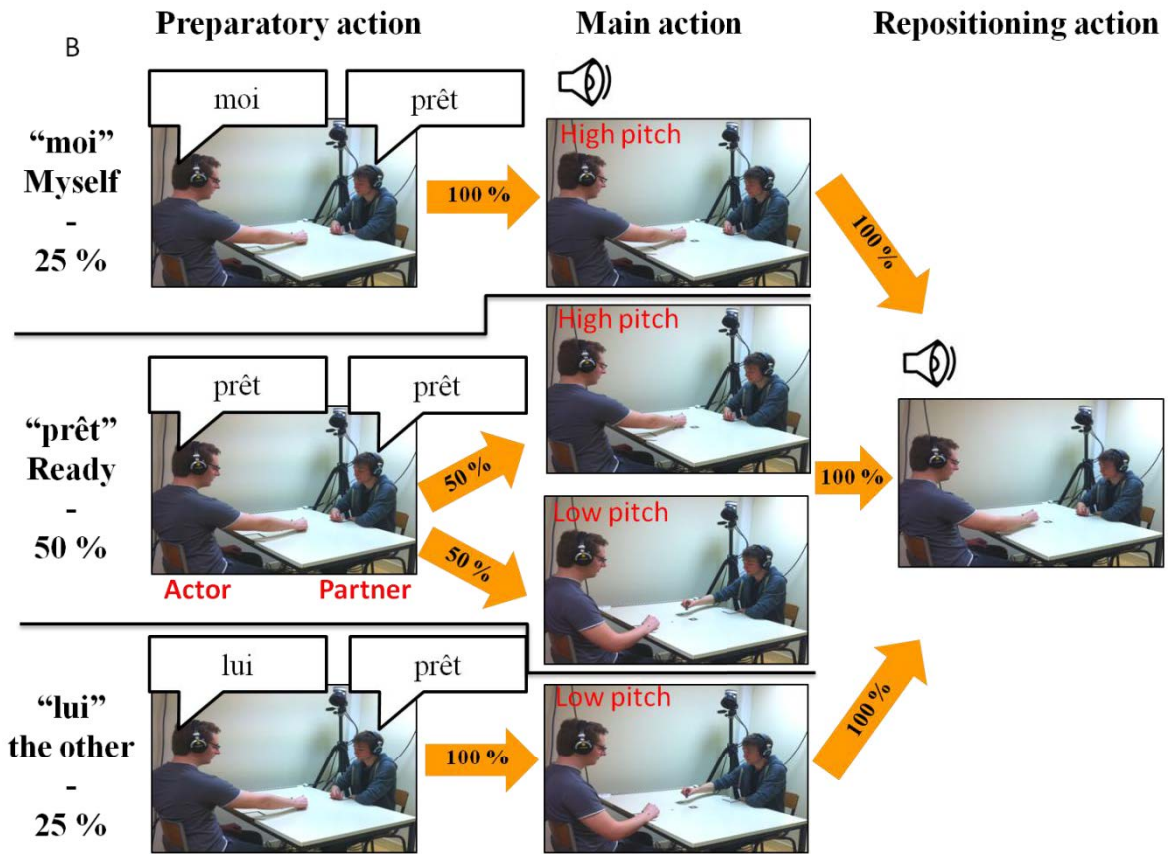 Preparatory action
Main action
Repositioning action
B
moi
prêt
“moi”
Myself
-
25 %
100 %
High pitch
100 %
High pitch
prêt
prêt
“prêt”
Ready
-
50 %
50 %
50 %
Actor
Partner
Low pitch
100 %
lui
prêt
“lui”
the other
-
25 %
100 %
Low pitch
100 %